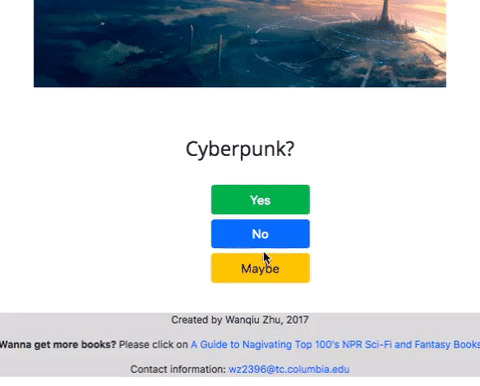 Cyberpunk?
Yes
No
Maybe
Created by Wanqiu Zhu, 2017
Wanna get more books? Please click on A Guide to Nagivating Top 100's NPR Sci-Fi and Fantasy Books
Contact information: wz2396@tc.columbia.edu